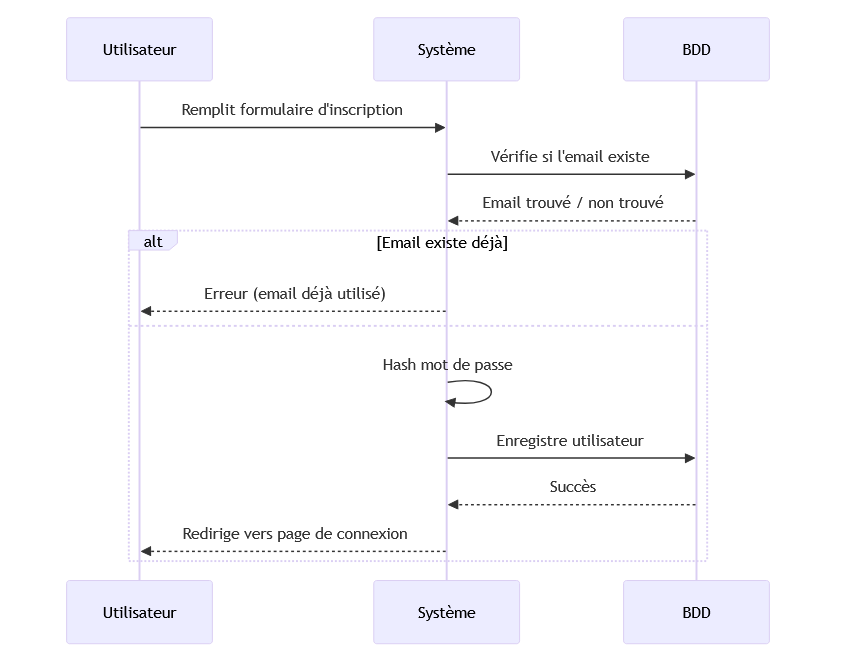 Utilisateur
Système
BDD
Remplit formulaire d'inscription
Vérifie si l'email existe
Email trouvé / non trouvé
alt
[Email existe déjà]
Erreur (email déjà utilisé)
Hash mot de passe
Enregistre utilisateur
Succès
Redirige vers page de connexion
Utilisateur
Système
BDD